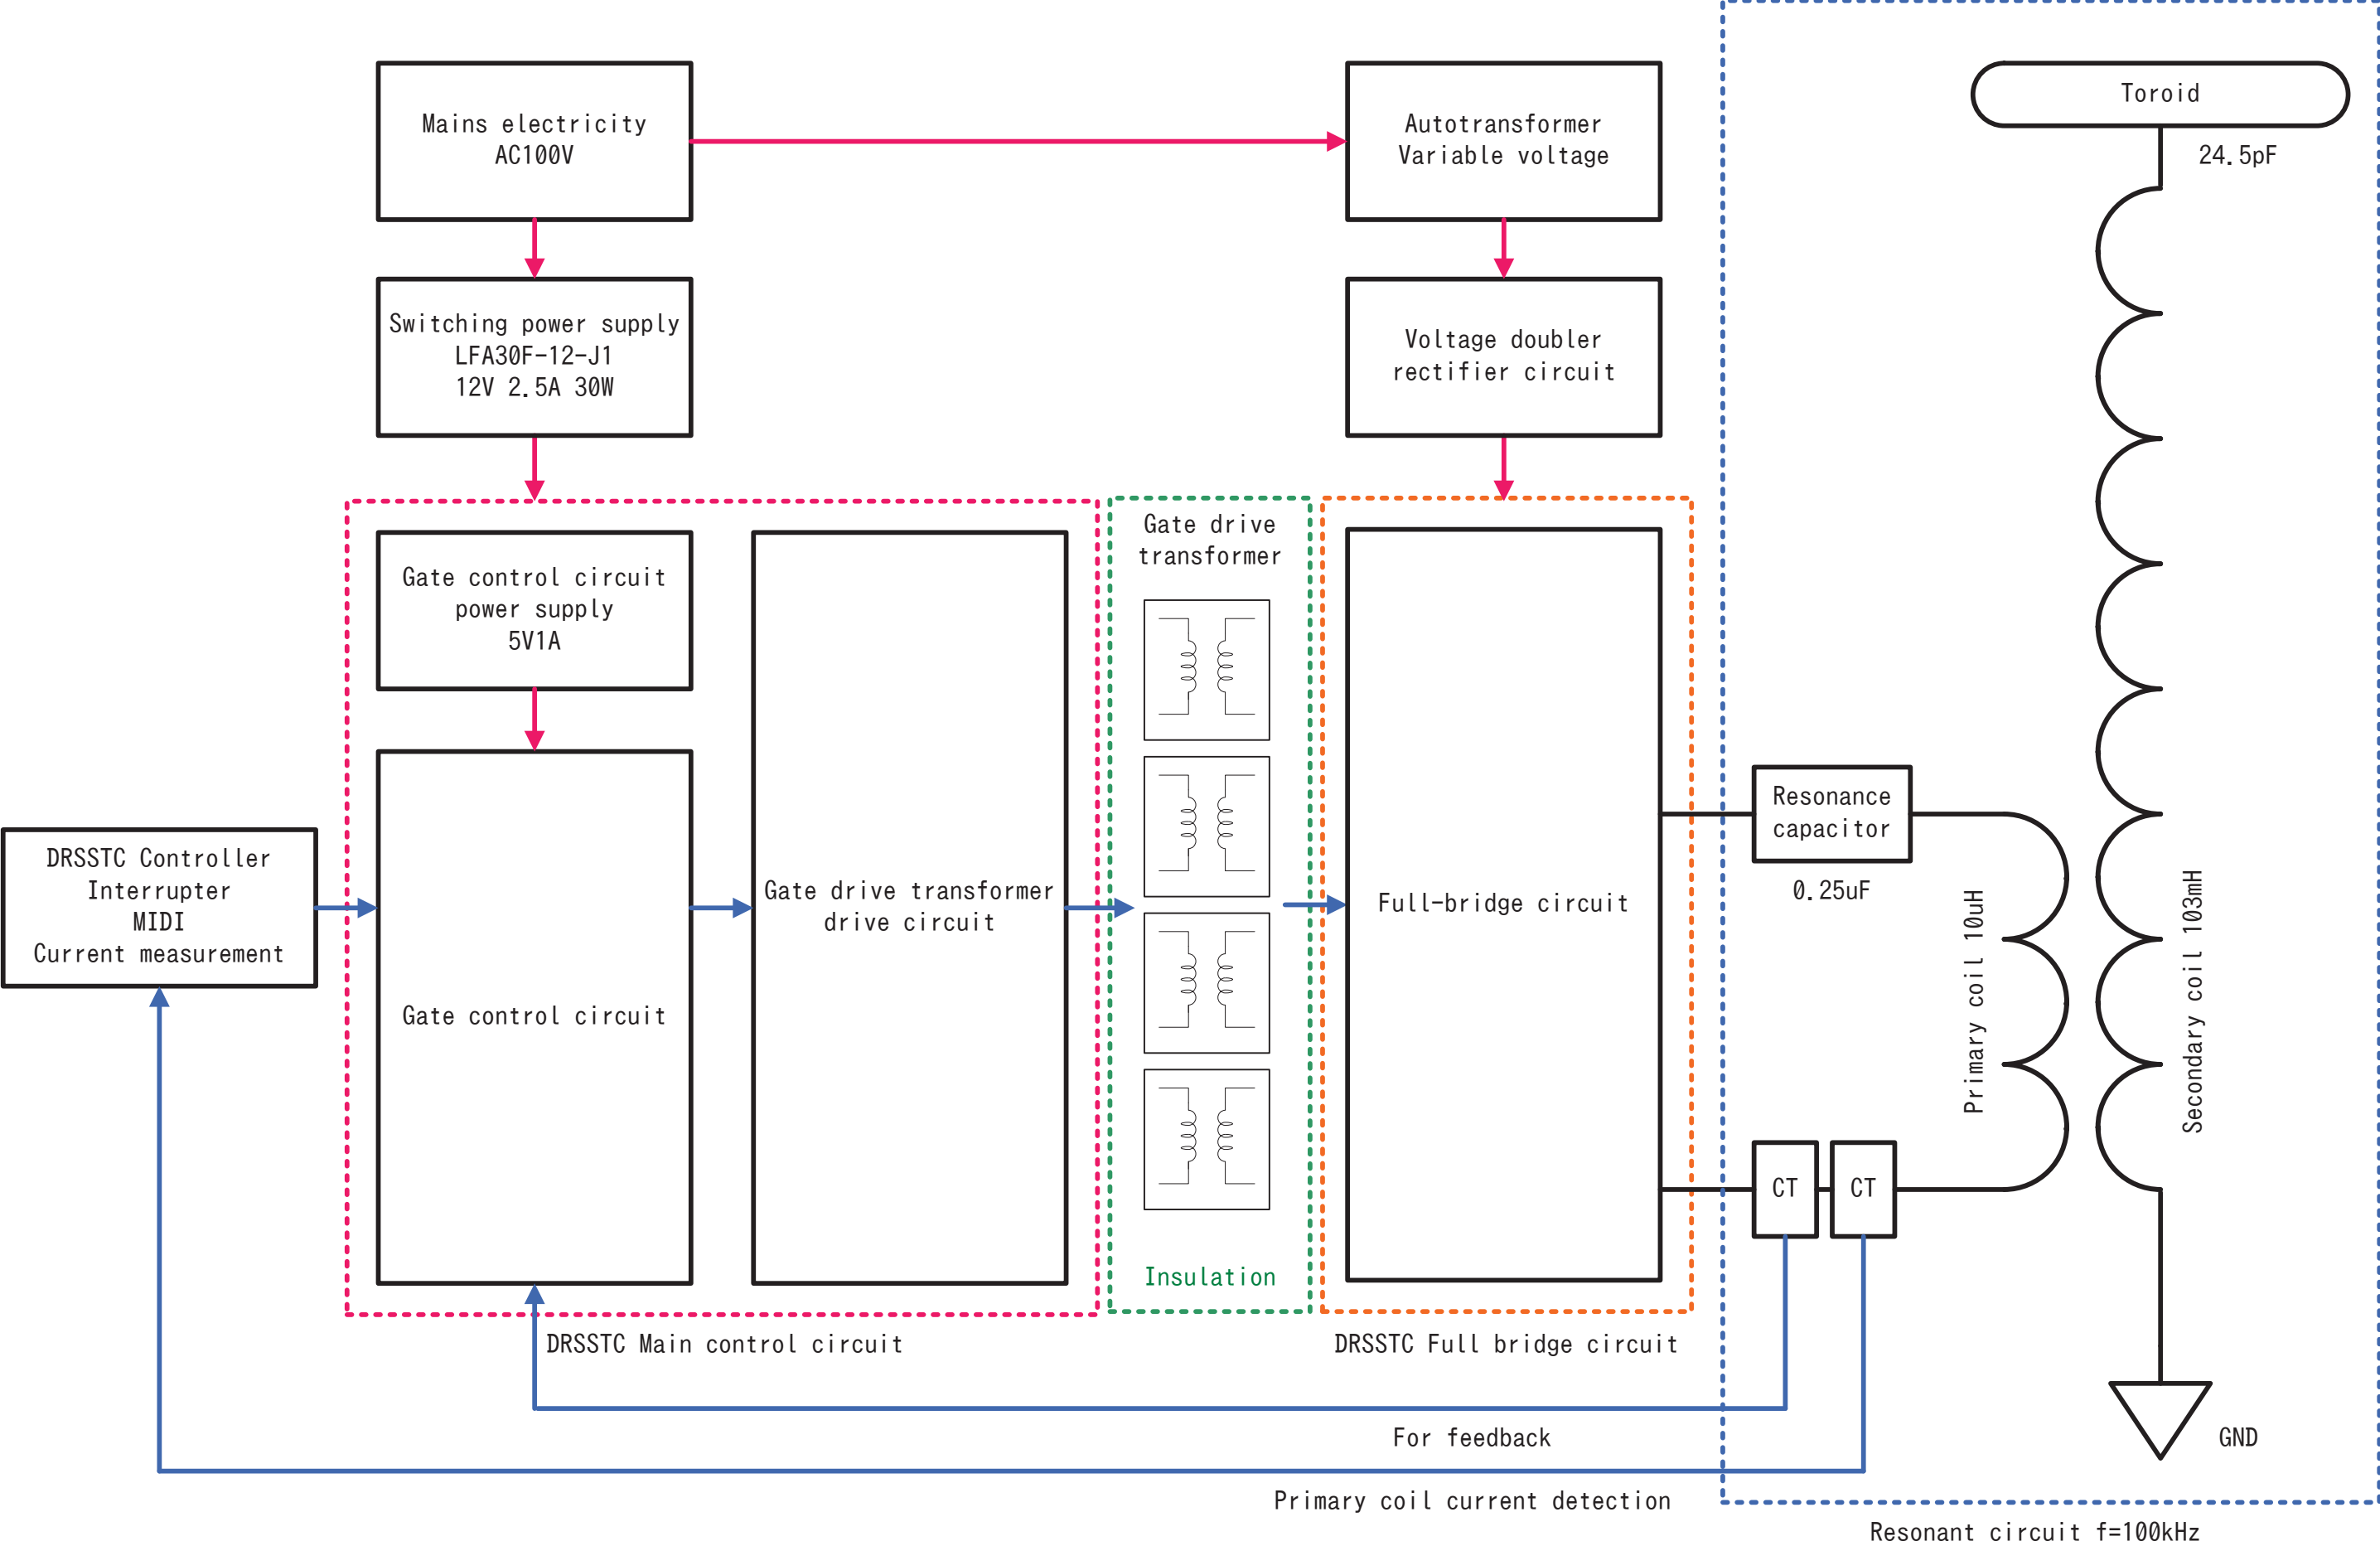 Mains electricity
AC100V
Autotransformer
Variable voltage
Toroid
24.5pF
Switching power supply
LFA30F-12-J1
12V 2.5A 30W
Voltage doubler
rectifier circuit
Gate control circuit
power supply
5V1A
Gate drive
transformer
DRSSTC Controller
Interrupter
MIDI
Current measurement
Gate control circuit
Gate drive transformer
drive circuit
Full-bridge circuit
Resonance
capacitor
0.25uF
Primary coil 10uH
Secondary coil 103mH
CT
CT
Insulation
DRSSTC Main control circuit
DRSSTC Full bridge circuit
For feedback
GND
Primary coil current detection
Resonant circuit f=100kHz